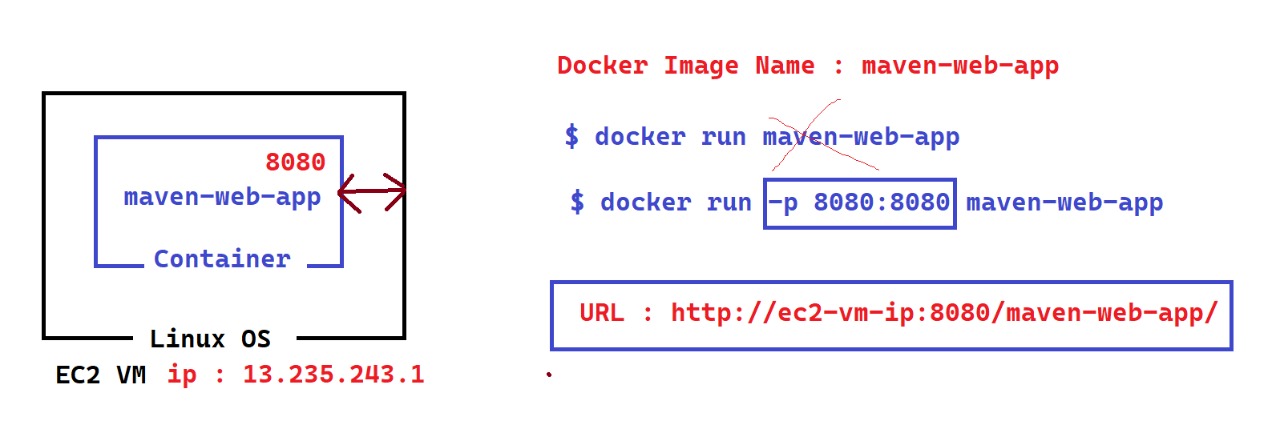 8080
maven-web-app
Container
Linux OS
EC2 VM ip : 13.235.243.1
Docker Image Name : maven-web-app
$ docker run maven-web-app
$ docker run -p 8080:8080 maven-web-app
URL : http://ec2-vm-ip:8080/maven-web-app/